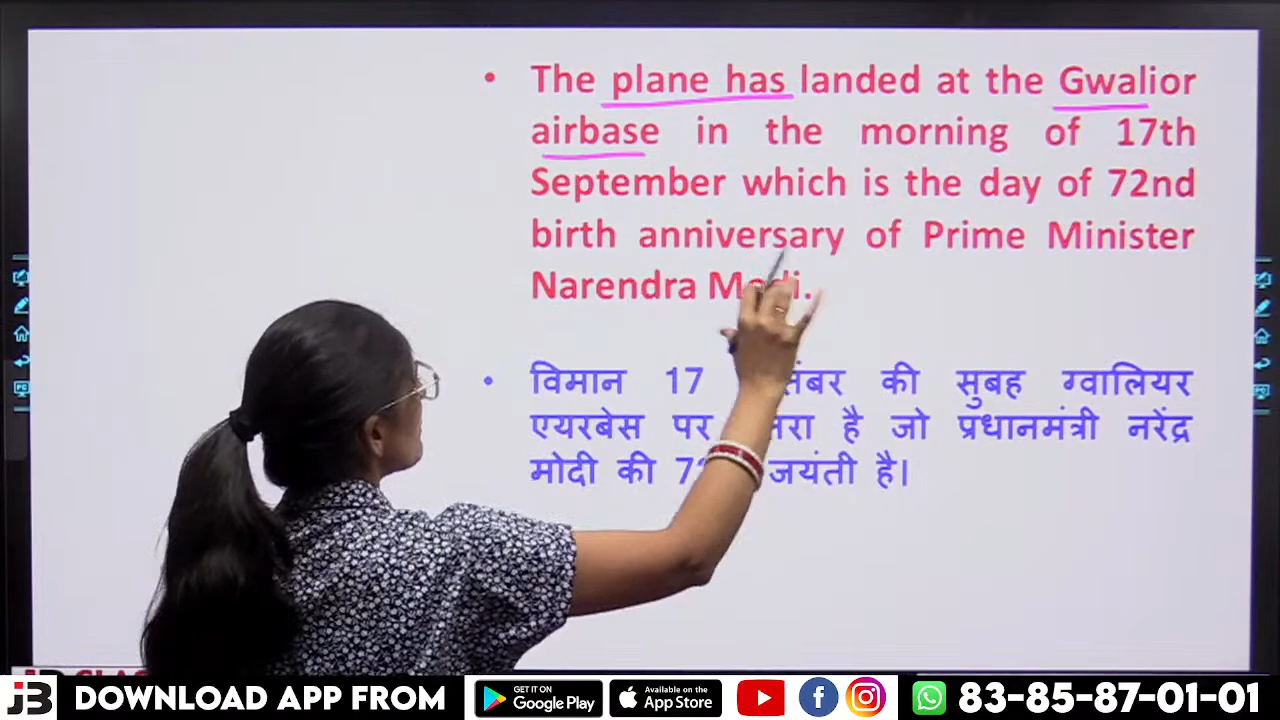 • The plane has landed at the Gwalior
airbase in the morning of 17th
September which is the day of 72nd
birth anniversary of Prime Minister
Narendra Modi.
• विमान 17 की सुबह ग्वालियर
एयरबेस पर है जो प्रधानमंत्री नरेंद्र
मोदी की जयंती है।
JB DOWNLOAD APP FROM GET IT ON Google Play Available on the App Store 83-85-87-01-01